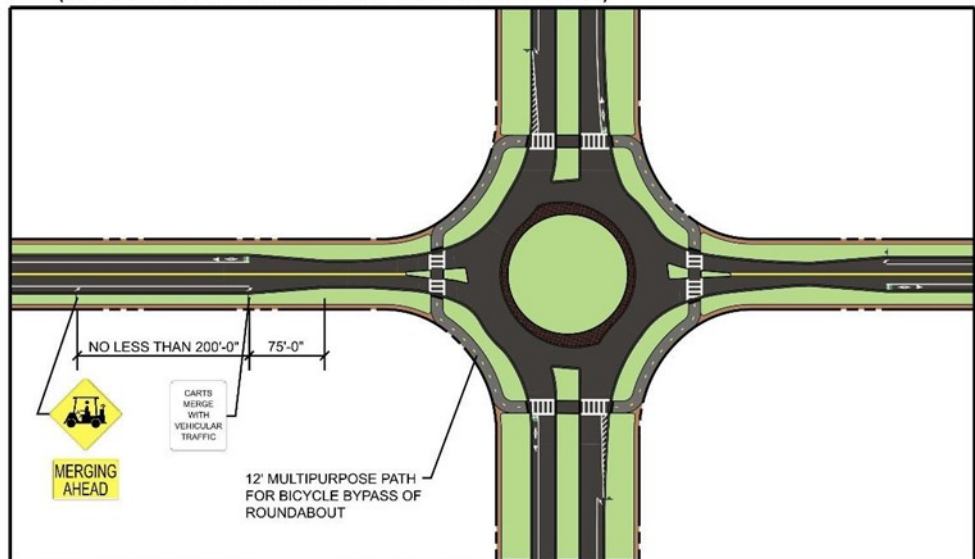 NO LESS THAN 200'-0"
75'-0"
CARTS
MERGE
WITH
VEHICULAR
TRAFFIC
MERGING
AHEAD
12' MULTIPURPOSE PATH
FOR BICYCLE BYPASS OF
ROUNDABOUT